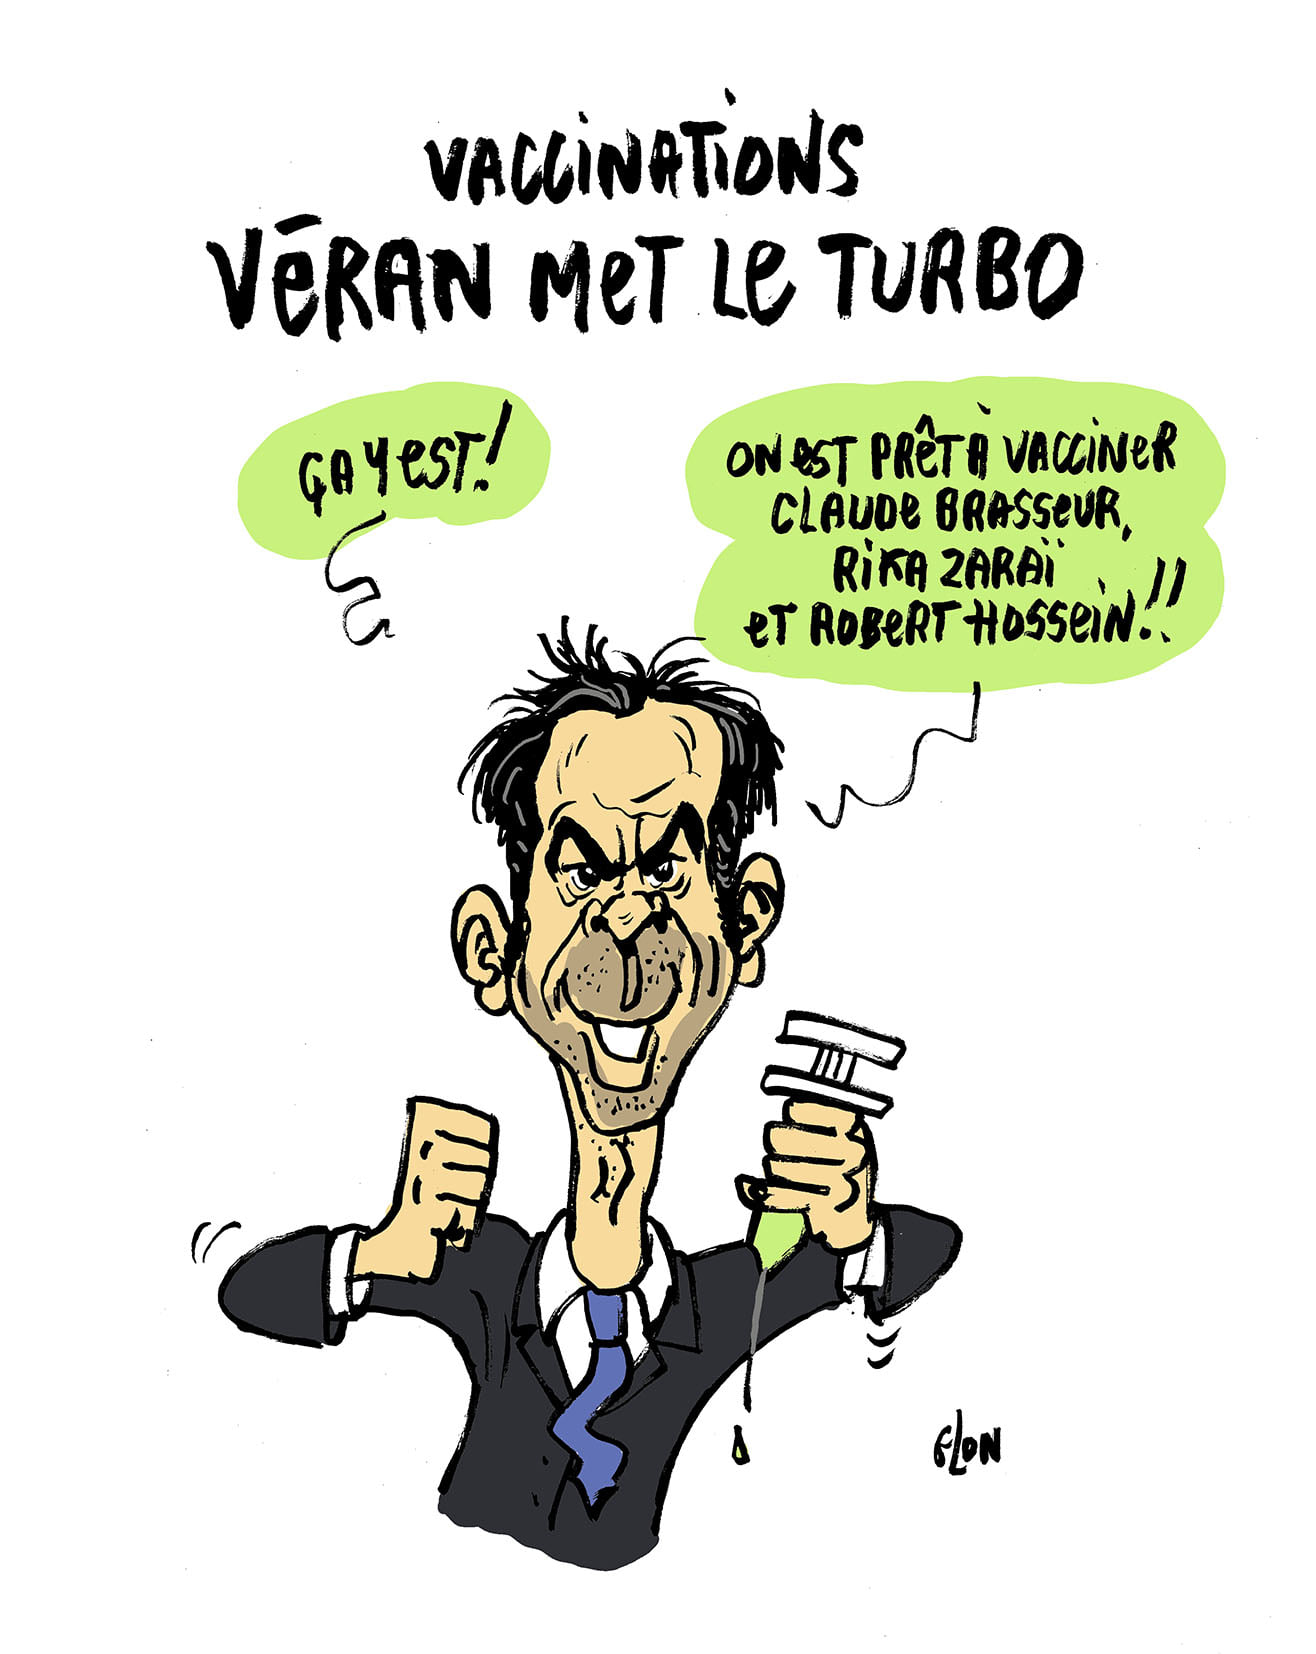 VACCINATIONS
VÉRAN MET LE TURBO
ÇA Y EST!
ON EST PRÊT À VACCINER
CLAUDE BRASSEUR,
RIKA ZARAÏ
ET ROBERT HOSSEIN!!
GLON